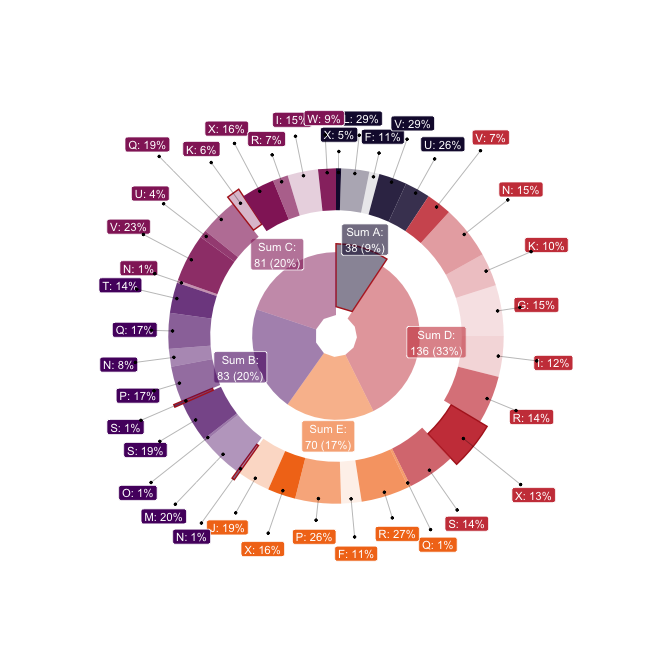 I: 15%
W: 9%
L: 29%
V: 29%
X: 16%
X: 5%
F: 11%
R: 7%
V: 7%
Q: 19%
U: 26%
K: 6%
U: 4%
N: 15%
V: 23%
Sum A:
38 (9%)
Sum C:
81 (20%)
K: 10%
N: 1%
T: 14%
G: 15%
Q: 17%
Sum D:
136 (33%)
N: 8%
Sum B:
83 (20%)
I: 12%
P: 17%
R: 14%
S: 1%
Sum E:
70 (17%)
S: 19%
O: 1%
X: 13%
M: 20%
J: 19%
S: 14%
N: 1%
P: 26%
R: 27%
X: 16%
F: 11%
Q: 1%